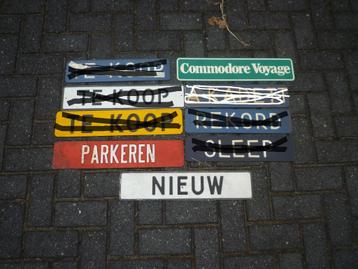 TE KOOP
Commodore Voyage
TE KOOP
TE KOOP
REKORD
PARKEREN
SLEEP
NIEUW